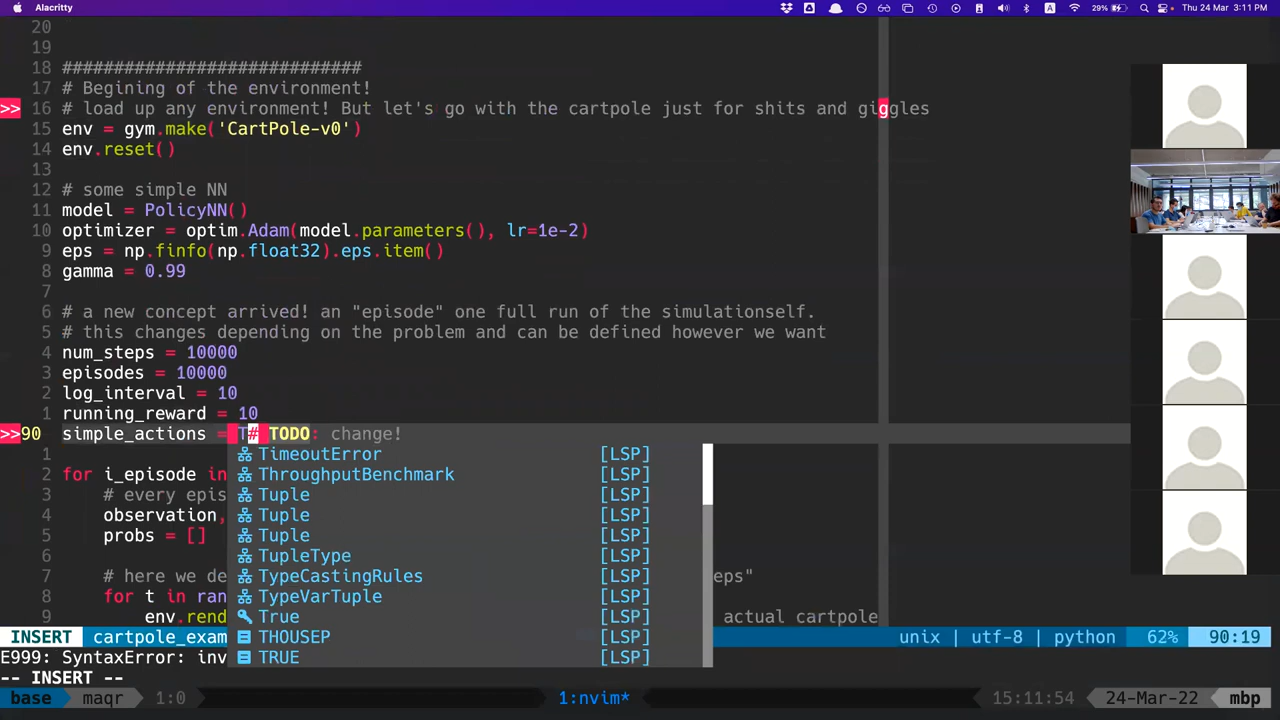 Alacritty 29% A Thu 24 Mar 3:11 PM
20
19
18 #############################
17 # Begining of the environment!
>> 16 # load up any environment! But let's go with the cartpole just for shits and giggles
15 env = gym.make('CartPole-v0')
14 env.reset()
13
12 # some simple NN
11 model = PolicyNN()
10 optimizer = optim.Adam(model.parameters(), lr=1e-2)
9 eps = np.finfo(np.float32).eps.item()
8 gamma = 0.99
7
6 # a new concept arrived! an "episode" one full run of the simulationself.
5 # this changes depending on the problem and can be defined however we want
4 num_steps = 10000
3 episodes = 10000
2 log_interval = 10
1 running_reward = 10
>>90 simple_actions = T# TODO: change!
1 TimeoutError [LSP]
2 for i_episode in ThroughputBenchmark [LSP]
3 # every epis Tuple [LSP]
4 observation, Tuple [LSP]
5 probs = [] Tuple [LSP]
6 TupleType [LSP]
7 # here we de TypeCastingRules [LSP] eps"
8 for t in ran TypeVarTuple [LSP]
9 env.rend True [LSP] actual cartpole
INSERT cartpole_exam THOUSEP [LSP] unix | utf-8 | python 62% 90:19
E999: SyntaxError: inv TRUE [LSP]
-- INSERT --
base maqr 1:0 1:nvim* 15:11:54 24-Mar-22 mbp